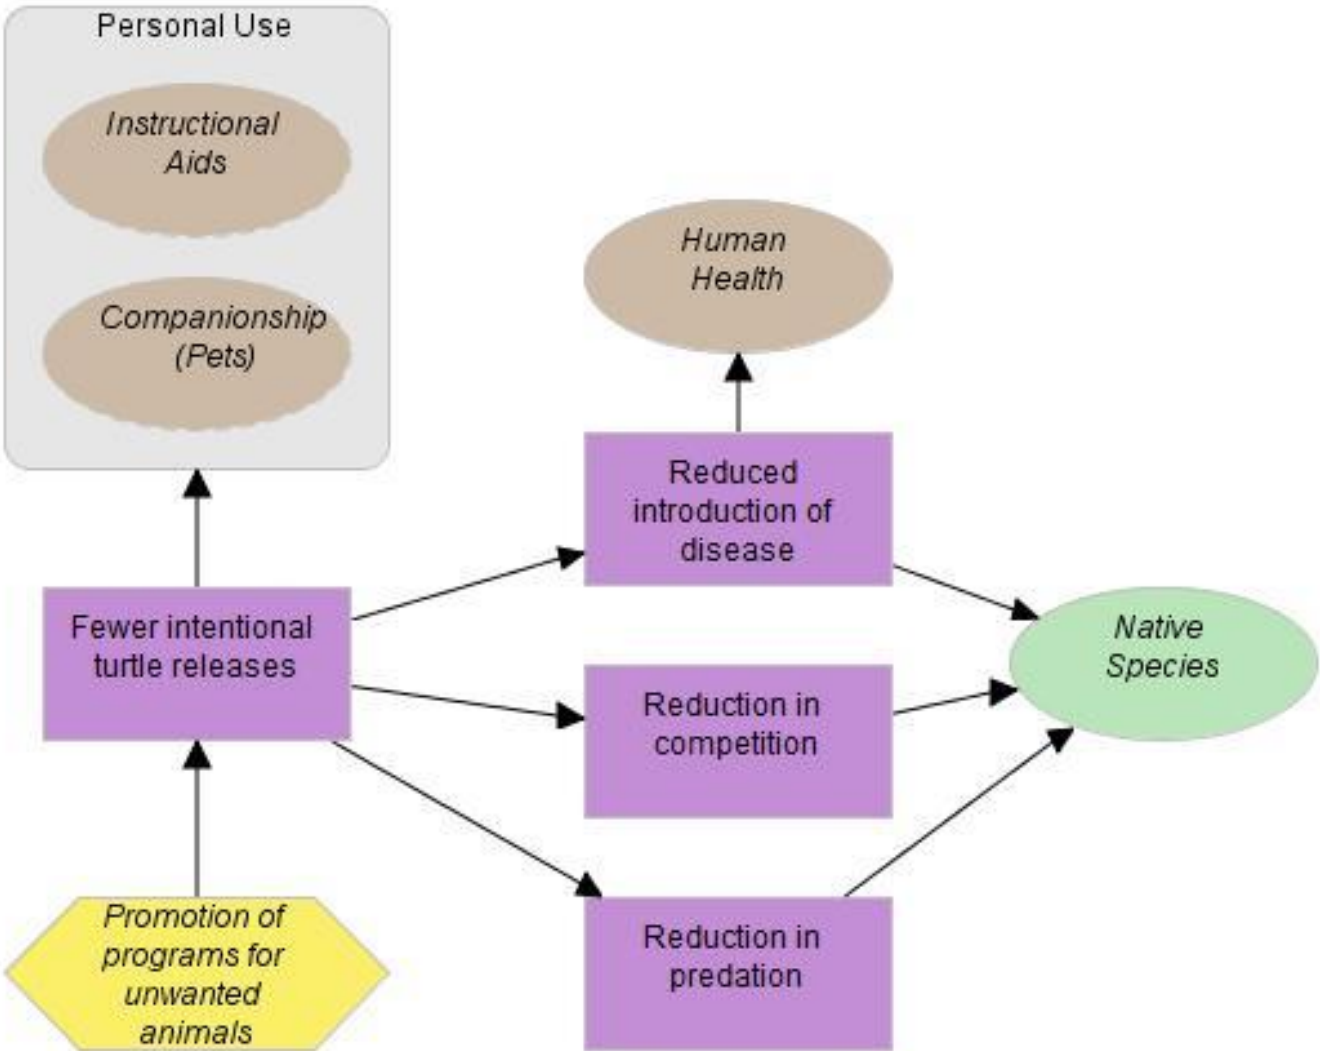 Personal Use
Instructional
Aids
Companionship
(Pets)
Human
Health
Reduced
introduction of
disease
Fewer intentional
turtle releases
Native
Species
Reduction in
competition
Promotion of
programs for
unwanted
animals
Reduction in
predation